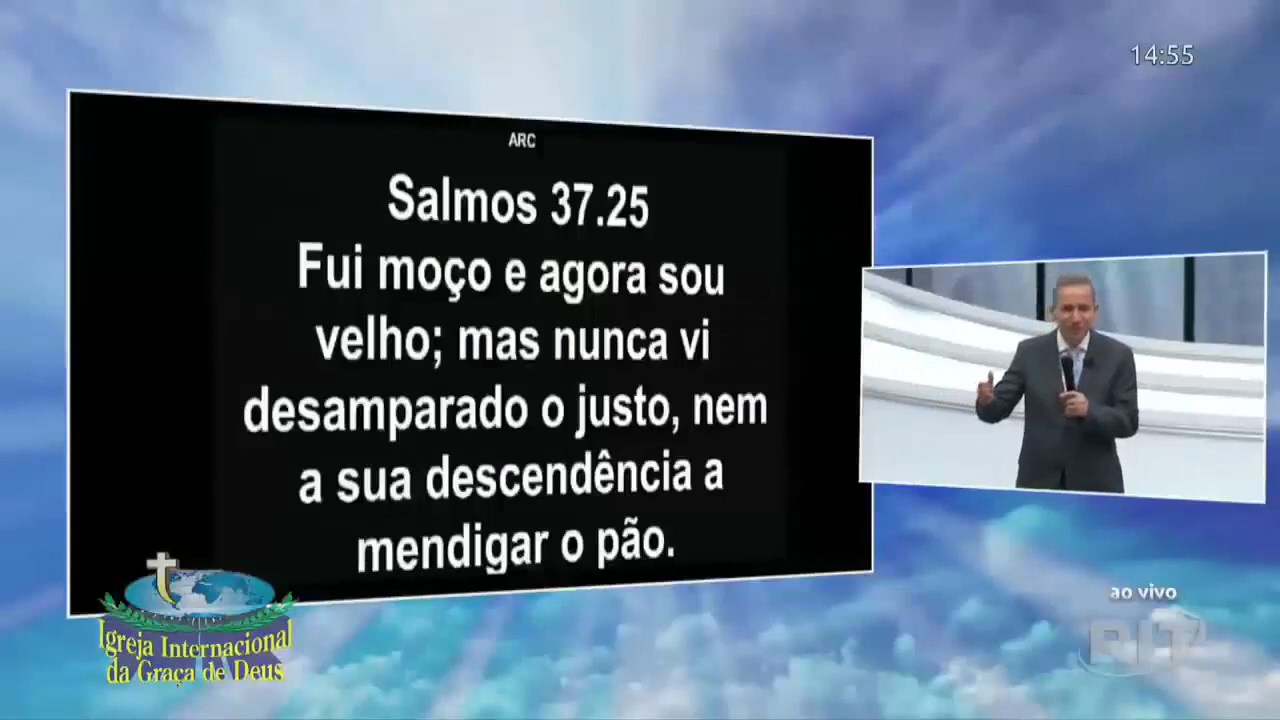 14:55
ARC
Salmos 37.25
Fui moço e agora sou
velho; mas nunca vi
desamparado o justo, nem
a sua descendência a
mendigar o pão.
Igreja Internacional
da Graça de Deus
ao vivo
RIT